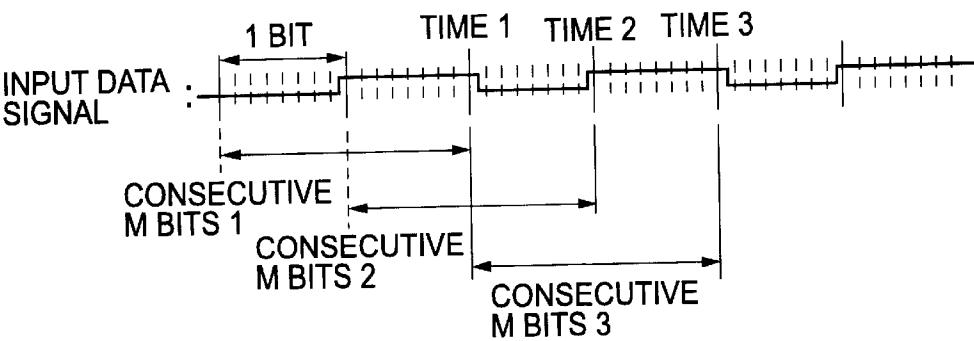 1 BIT
TIME 1
TIME 2
TIME 3
INPUT DATA
SIGNAL :
CONSECUTIVE
M BITS 1
CONSECUTIVE
M BITS 2
CONSECUTIVE
M BITS 3